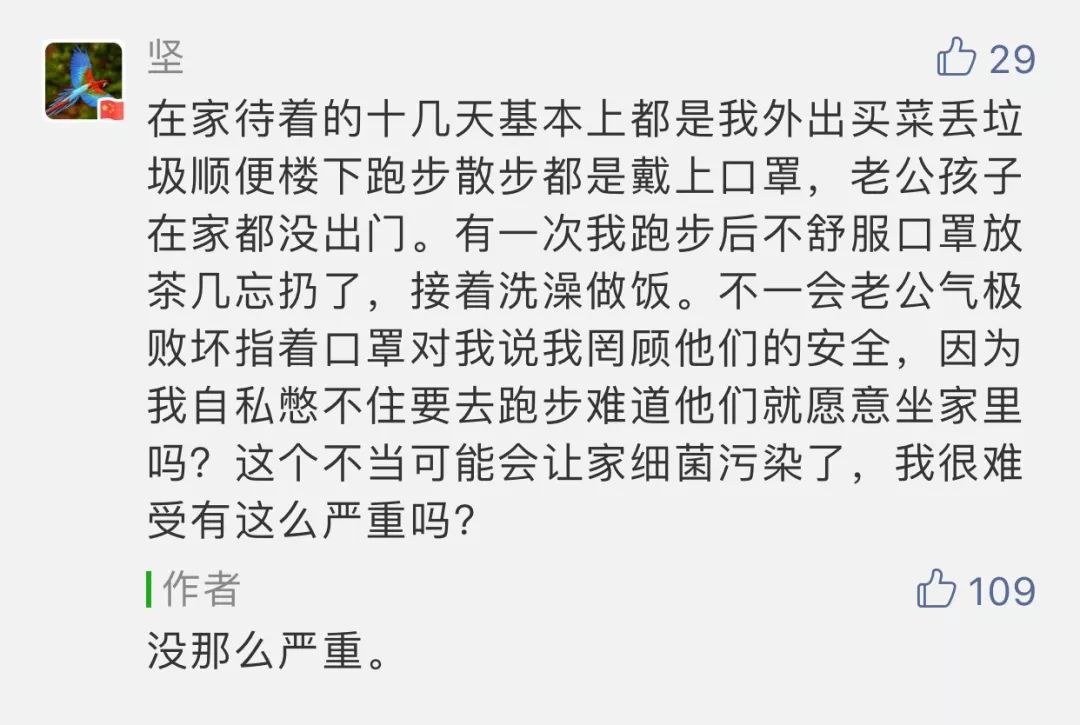 坚
29
在家待着的十几天基本上都是我外出买菜丢垃
圾顺便楼下跑步散步都是戴上口罩，老公孩子
在家都没出门。有一次我跑步后不舒服口罩放
茶几忘扔了，接着洗澡做饭。不一会老公气极
败坏指着口罩对我说我罔顾他们的安全，因为
我自私憋不住要去跑步难道他们就愿意坐家里
吗？这个不当可能会让家细菌污染了，我很难
受有这么严重吗？
作者
109
没那么严重。